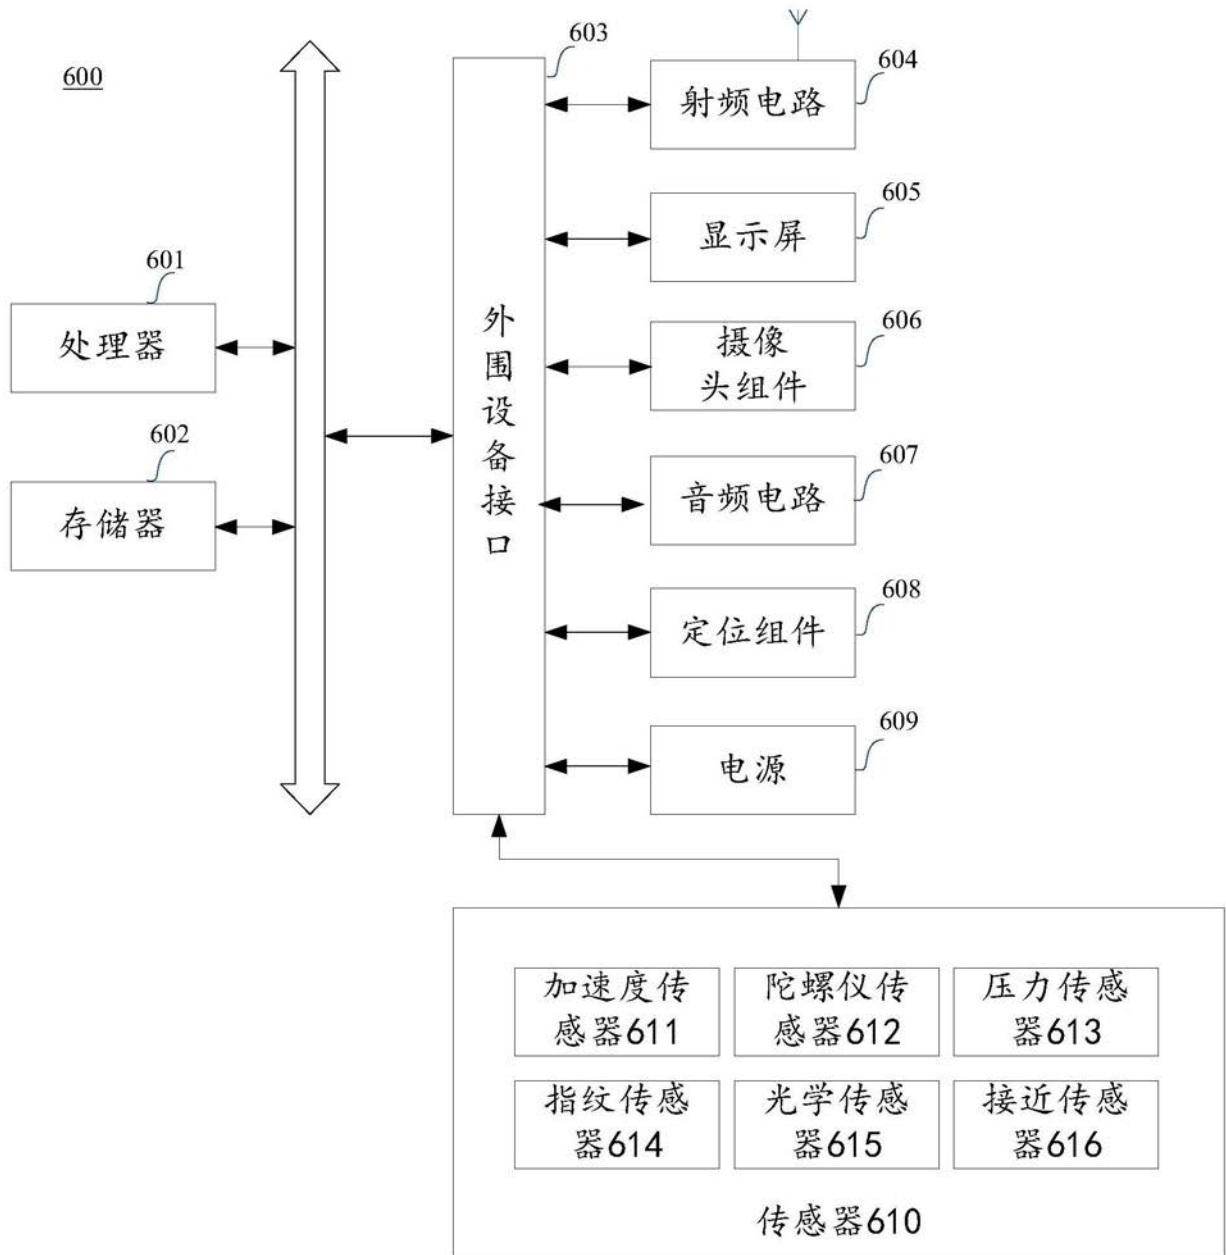 600
603
604
射频电路
605
显示屏
601
处理器
606
摄像
头组件
602
存储器
外围设备接口
607
音频电路
608
定位组件
609
电源
加速度传
感器611
陀螺仪传
感器612
压力传感
器613
指纹传感
器614
光学传感
器615
接近传感
器616
传感器610